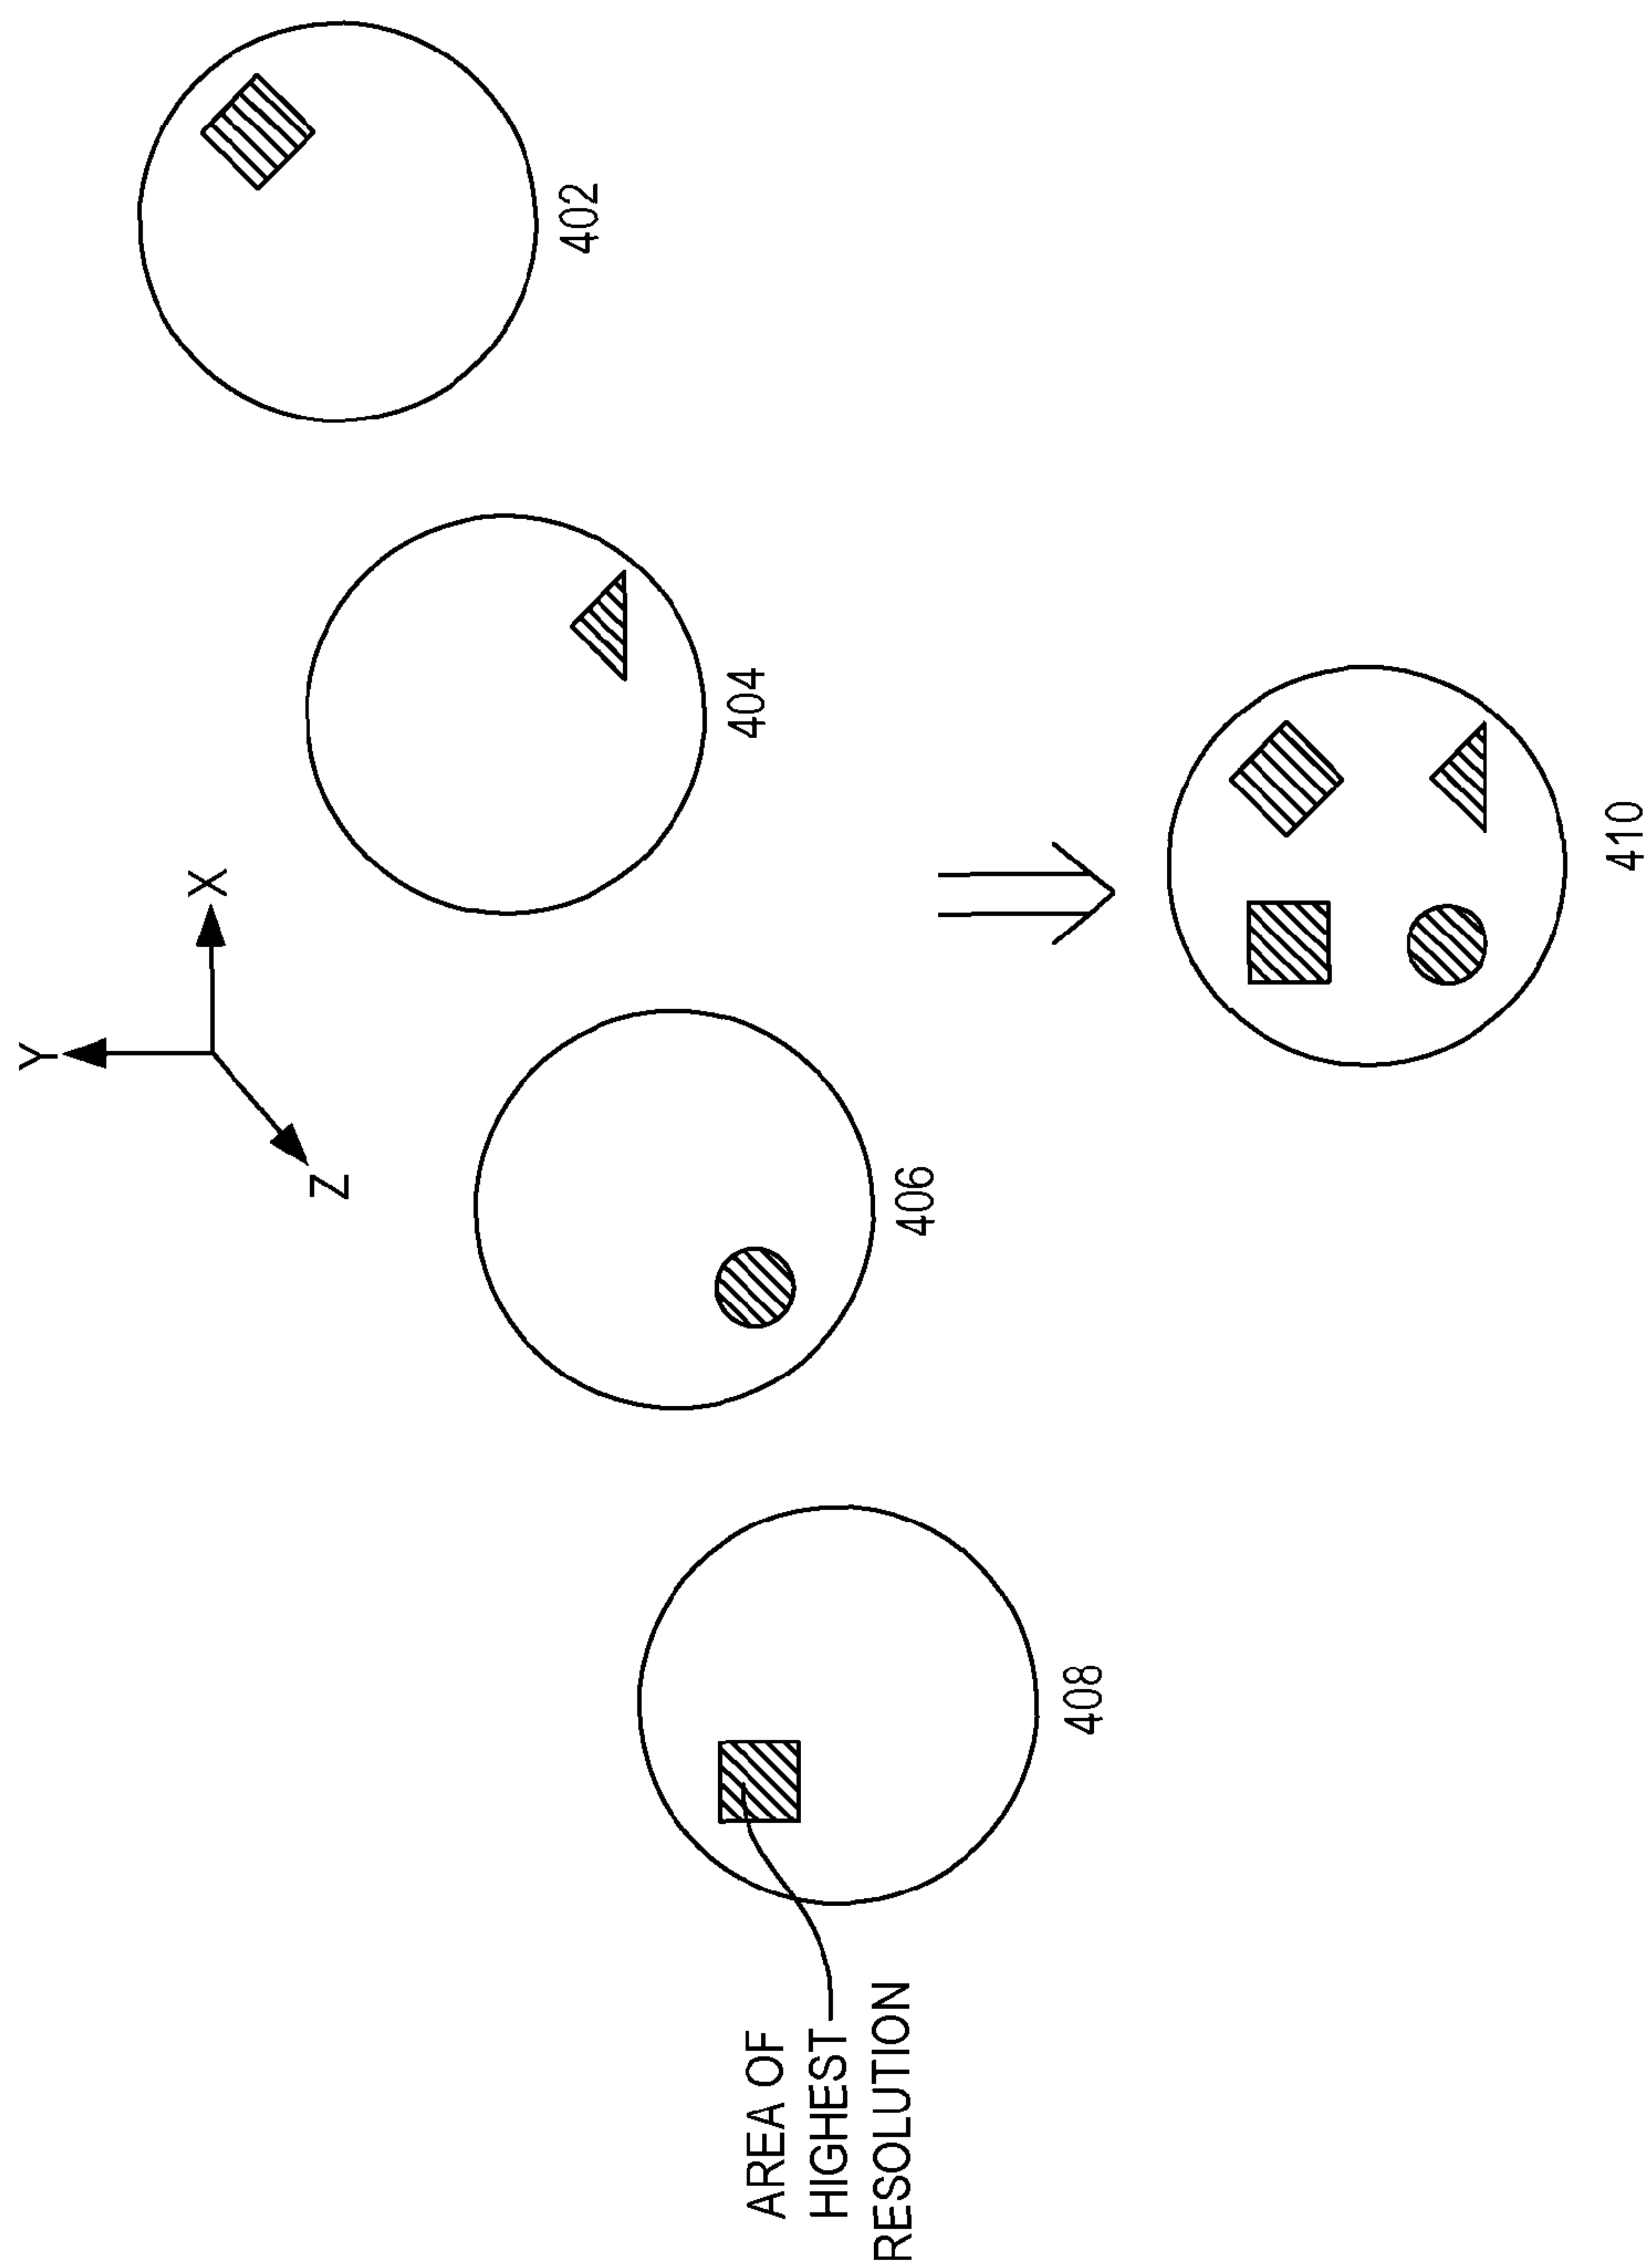 Y
X
Z
402
404
406
408
AREA OF
HIGHEST
RESOLUTION
410